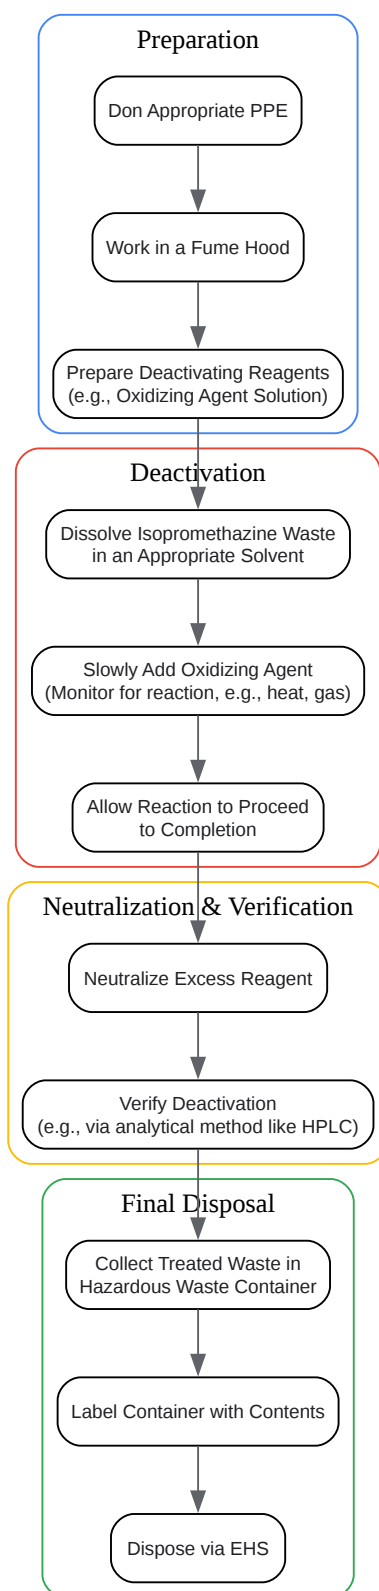 Preparation
Don Appropriate PPE
Work in a Fume Hood
Prepare Deactivating Reagents
(e.g., Oxidizing Agent Solution)
Deactivation
Dissolve Isopromethazine Waste
in an Appropriate Solvent
Slowly Add Oxidizing Agent
(Monitor for reaction, e.g., heat, gas)
Allow Reaction to Proceed
to Completion
Neutralization & Verification
Neutralize Excess Reagent
Verify Deactivation
(e.g., via analytical method like HPLC)
Final Disposal
Collect Treated Waste in
Hazardous Waste Container
Label Container with Contents
Dispose via EHS